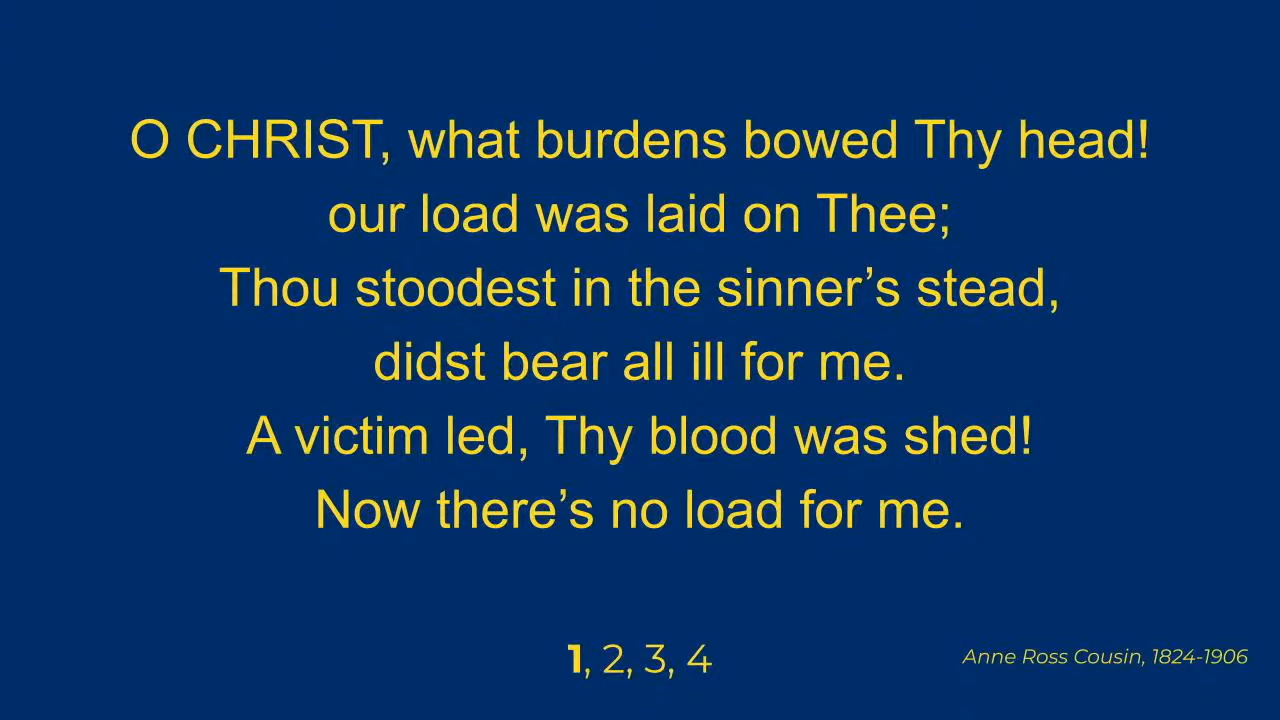 O CHRIST, what burdens bowed Thy head!
our load was laid on Thee;
Thou stoodest in the sinner’s stead,
didst bear all ill for me.
A victim led, Thy blood was shed!
Now there’s no load for me.
1, 2, 3, 4
Anne Ross Cousin, 1824-1906